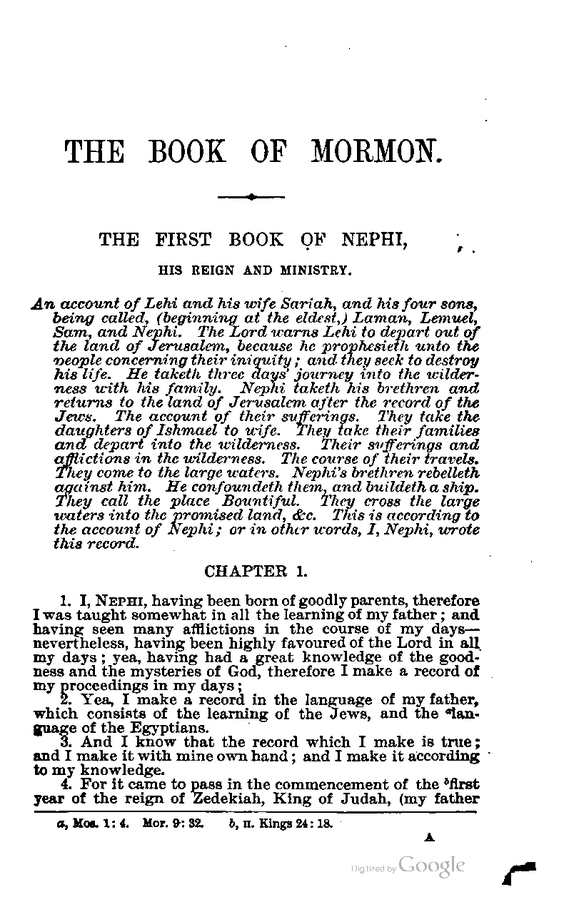 THE BOOK OF MORMON.
THE FIRST BOOK OF NEPHI,
HIS REIGN AND MINISTRY.
An account of Lehi and his wife Sariah, and his four sons,
being called, (beginning at the eldest,) Laman, Lemuel,
Sam, and Nephi. The Lord warns Lehi to depart out of
the land of Jerusalem, because he prophesieth unto the
people concerning their iniquity; and they seek to destroy
his life. He taketh three days' journey into the wilder-
ness with his family. Nephi taketh his brethren and
returns to the land of Jerusalem after the record of the
Jews. The account of their sufferings. They take the
daughters of Ishmael to wife. They take their families
and depart into the wilderness. Their sufferings and
afflictions in the wilderness. The course of their travels.
They come to the large waters. Nephi's brethren rebelleth
against him. He confoundeth them, and buildeth a ship.
They call the place Bountiful. They cross the large
waters into the promised land, &c. This is according to
the account of Nephi; or in other words, I, Nephi, wrote
this record.
CHAPTER 1.
1. I, NEPHI, having been born of goodly parents, therefore
I was taught somewhat in all the learning of my father; and
having seen many afflictions in the course of my days—
nevertheless, having been highly favoured of the Lord in all
my days; yea, having had a great knowledge of the good-
ness and the mysteries of God, therefore I make a record of
my proceedings in my days;
2. Yea, I make a record in the language of my father,
which consists of the learning of the Jews, and the ᵃlan-
guage of the Egyptians.
3. And I know that the record which I make is true;
and I make it with mine own hand; and I make it according
to my knowledge.
4. For it came to pass in the commencement of the ᵇfirst
year of the reign of Zedekiah, King of Judah, (my father
a, Mos. 1: 4. Mor. 9: 32. b, II. Kings 24: 18.
A
Digitized by Google